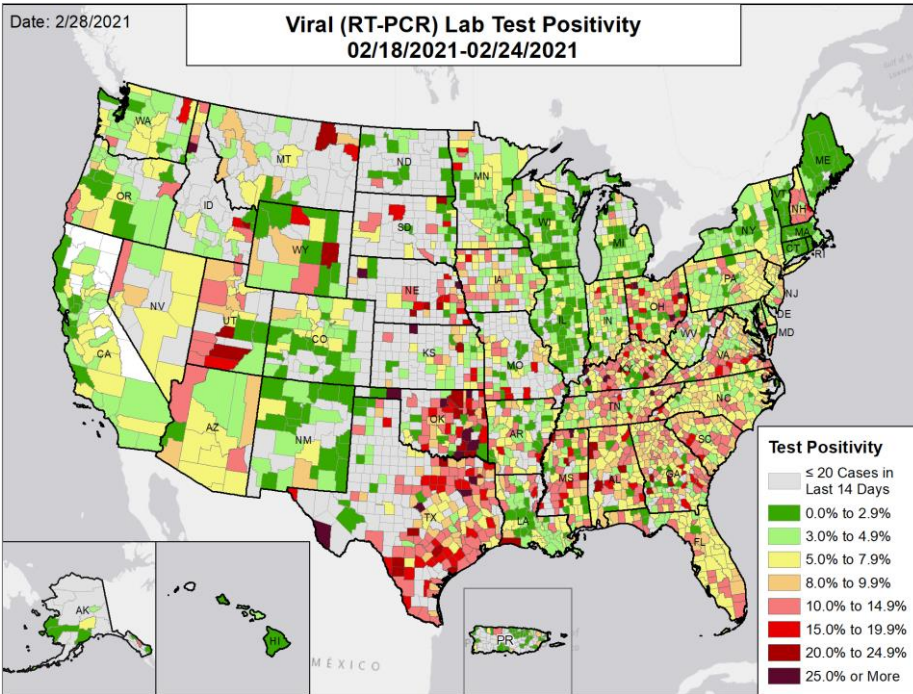 Date: 2/28/2021
Viral (RT-PCR) Lab Test Positivity
02/18/2021-02/24/2021
WA
MT
ND
MN
ME
OR
ID
SD
WI
VT
NH
WY
MI
NY
MA
CT
RI
IA
NE
PA
NJ
NV
UT
IL
IN
OH
DE
CO
WV
MD
CA
KS
MO
KY
VA
TN
NC
AZ
NM
OK
AR
SC
MS
AL
GA
TX
LA
FL
AK
HI
PR
MÉXICO
Test Positivity
≤ 20 Cases in
Last 14 Days
0.0% to 2.9%
3.0% to 4.9%
5.0% to 7.9%
8.0% to 9.9%
10.0% to 14.9%
15.0% to 19.9%
20.0% to 24.9%
25.0% or More